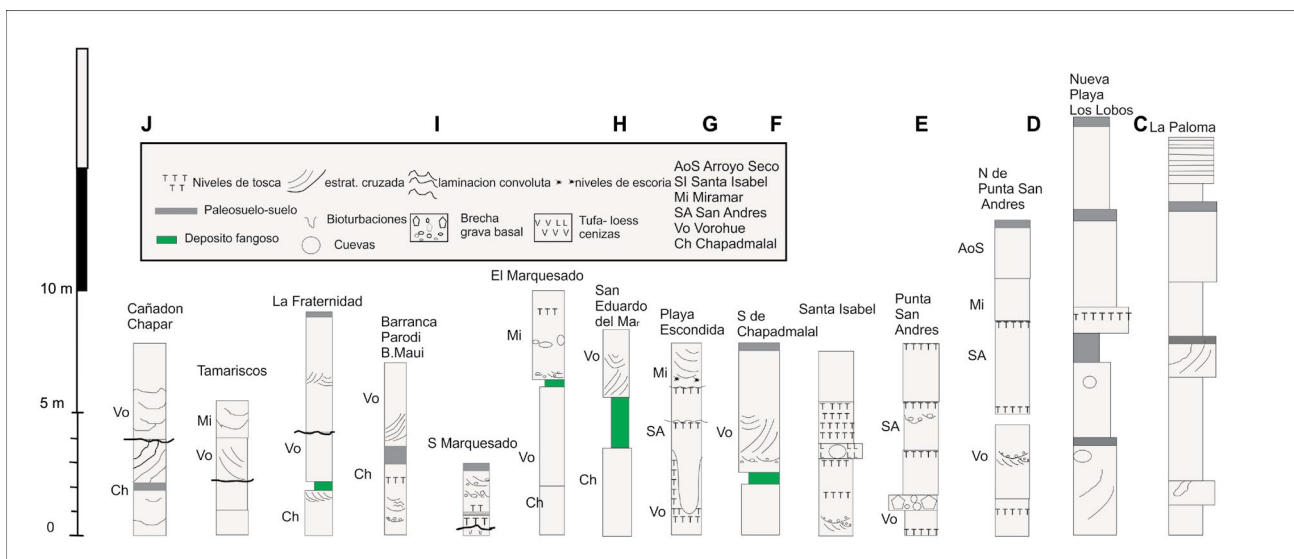 J I H G F E D C
Nueva
Playa
Los Lobos
La Paloma
T T T
T T
Niveles de tosca
estrat. cruzada
laminacion convoluta
niveles de escoria
Paleosuelo-suelo
Bioturbaciones
Brecha
grava basal
V V L L
V V V
Tufa- loess
cenizas
Deposito fangoso
Cuevas
AoS Arroyo Seco
SI Santa Isabel
Mi Miramar
SA San Andres
Vo Vorohue
Ch Chapadmalal
N de
Punta San
Andres
10 m
5 m
0
Cañadon
Chapar
Vo
Ch
Tamariscos
Mi
Vo
La Fraternidad
Vo
Ch
Barranca
Parodi
B.Maui
Vo
Ch
T T T
S Marquesado
T T
T T T
El Marquesado
T T T
Mi
Vo
Ch
San
Eduardo
del Mar
Vo
Ch
Playa
Escondida
Mi
SA
Vo
S de
Chapadmalal
Vo
Santa Isabel
Punta
San
Andres
SA
Vo
AoS
Mi
SA
Vo